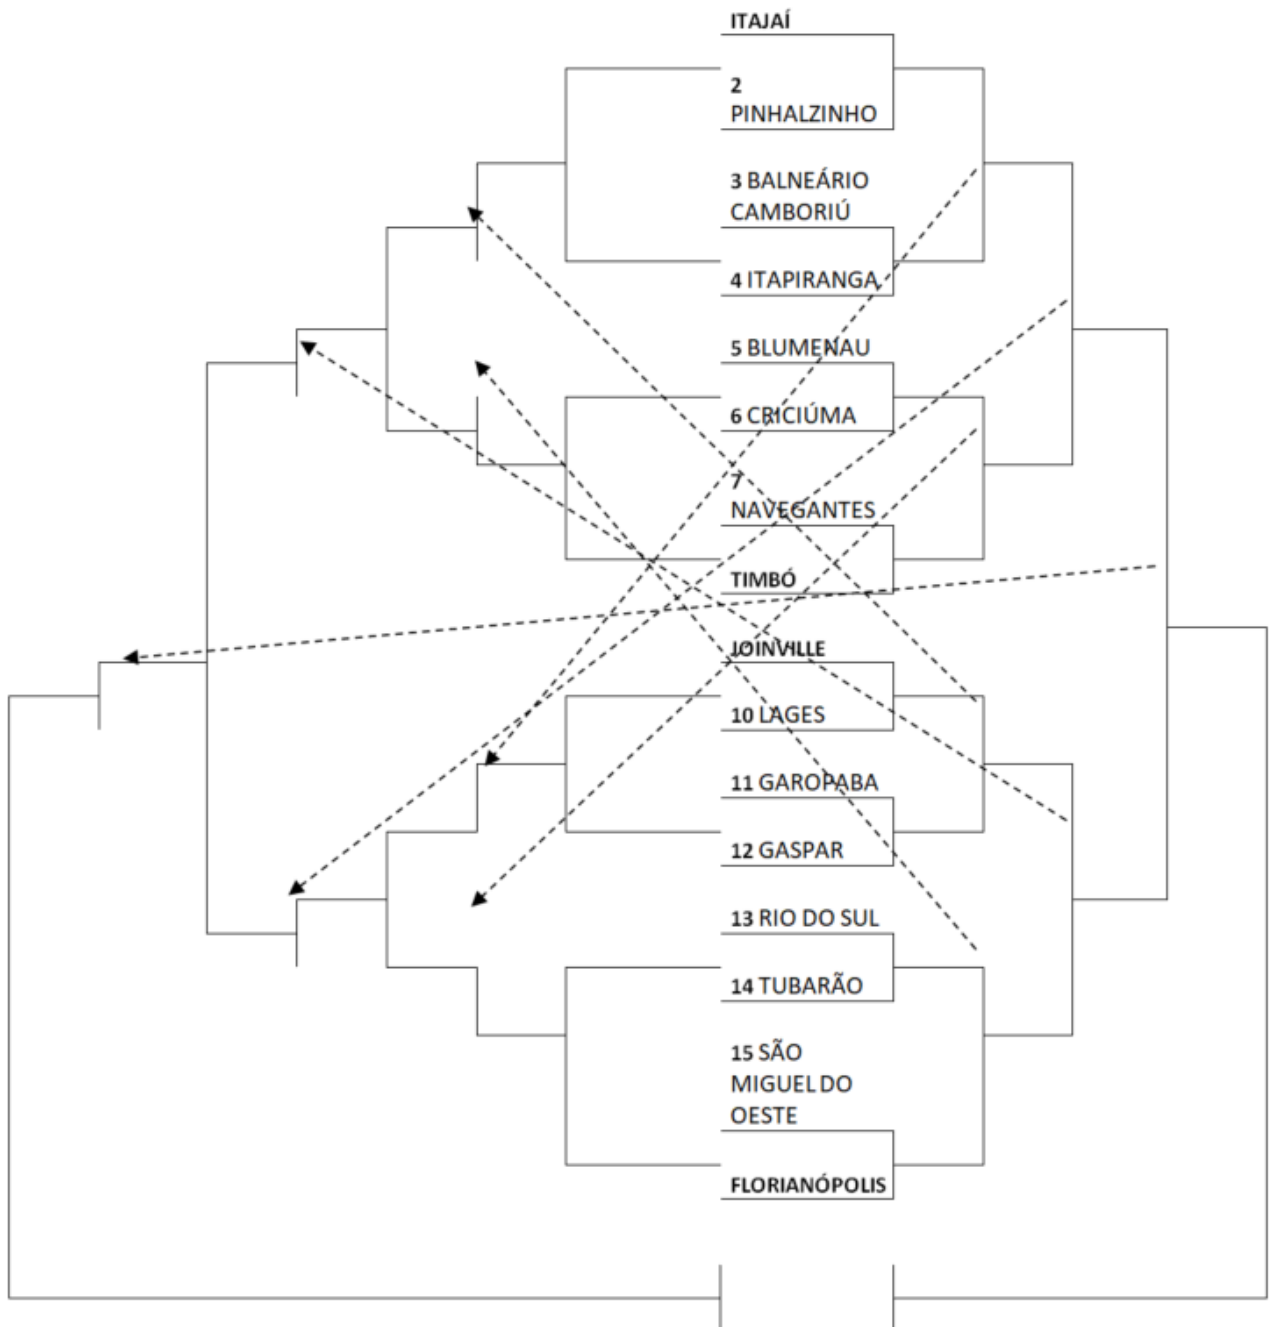 ITAJAÍ
2
PINHALZINHO
3 BALNEÁRIO
CAMBORIÚ
4 ITAPIRANGA
5 BLUMENAU
6 CRICIÚMA
7
NAVEGANTES
TIMBÓ
JOINVILLE
10 LAGES
11 GAROPABA
12 GASPAR
13 RIO DO SUL
14 TUBARÃO
15 SÃO
MIGUEL DO
OESTE
FLORIANÓPOLIS